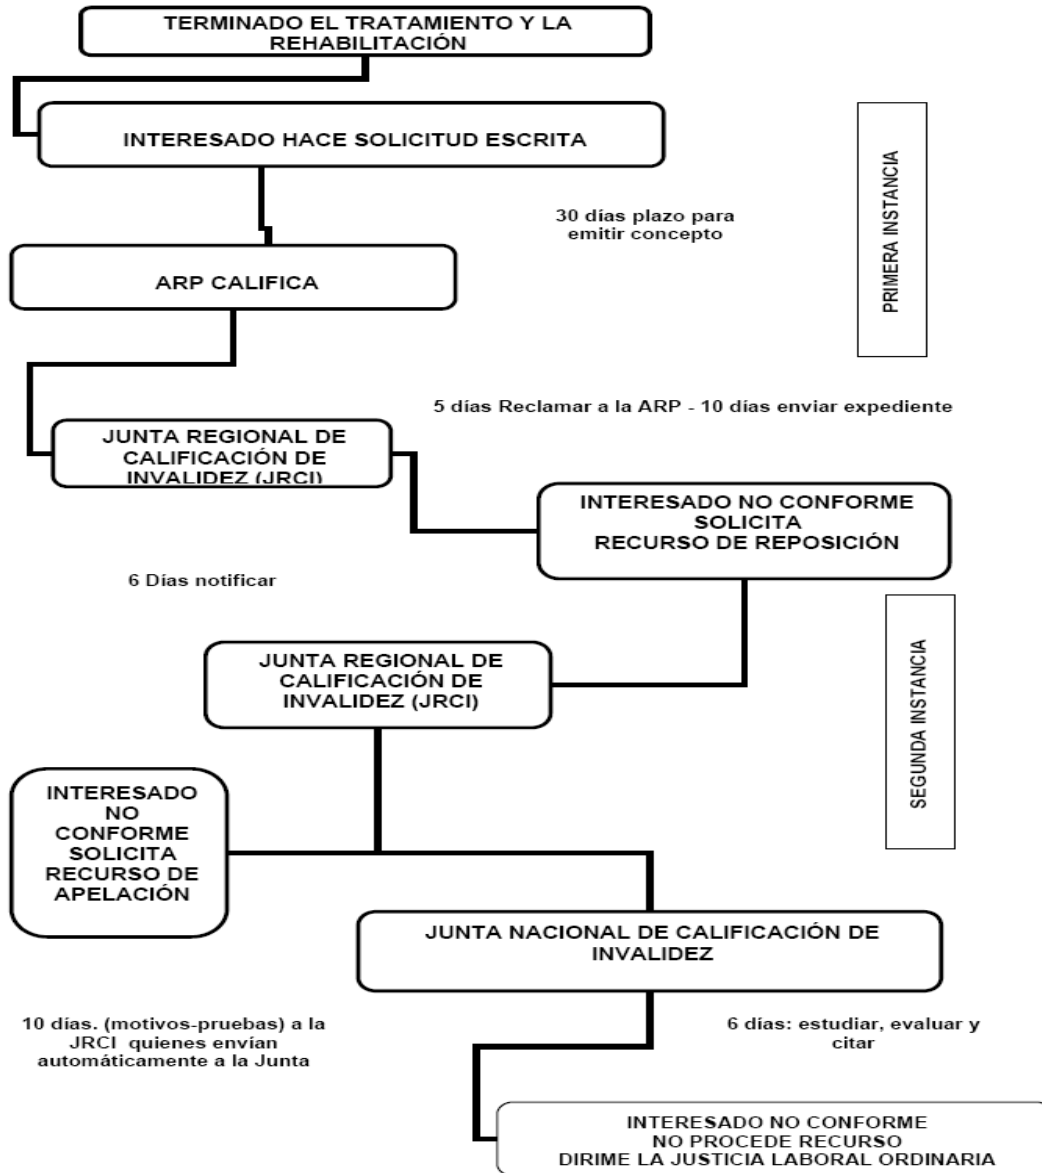 TERMINADO EL TRATAMIENTO Y LA
REHABILITACIÓN
INTERESADO HACE SOLICITUD ESCRITA
30 días plazo para
emitir concepto
PRIMERA INSTANCIA
ARP CALIFICA
5 días Reclamar a la ARP - 10 días enviar expediente
JUNTA REGIONAL DE
CALIFICACIÓN DE
INVALIDEZ (JRCI)
INTERESADO NO CONFORME
SOLICITA
RECURSO DE REPOSICIÓN
6 Días notificar
JUNTA REGIONAL DE
CALIFICACIÓN DE
INVALIDEZ (JRCI)
SEGUNDA INSTANCIA
INTERESADO
NO
CONFORME
SOLICITA
RECURSO DE
APELACIÓN
JUNTA NACIONAL DE CALIFICACIÓN DE
INVALIDEZ
10 días. (motivos-pruebas) a la
JRCI quienes envían
automáticamente a la Junta
6 días: estudiar, evaluar y
citar
INTERESADO NO CONFORME
NO PROCEDE RECURSO
DIRIME LA JUSTICIA LABORAL ORDINARIA